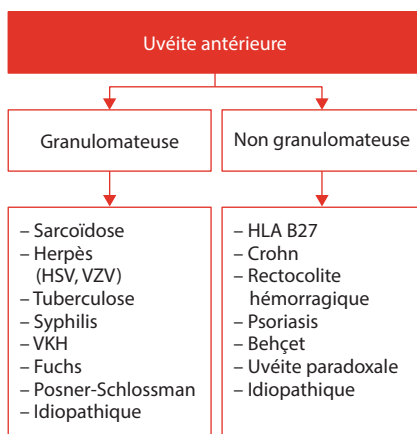 Uvéite antérieure
Granulomateuse
Non granulomateuse
– Sarcoïdose
– Herpès
(HSV, VZV)
– Tuberculose
– Syphilis
– VKH
– Fuchs
– Posner-Schlossman
– Idiopathique
– HLA B27
– Crohn
– Rectocolite
hémorragique
– Psoriasis
– Behçet
– Uvéite paradoxale
– Idiopathique